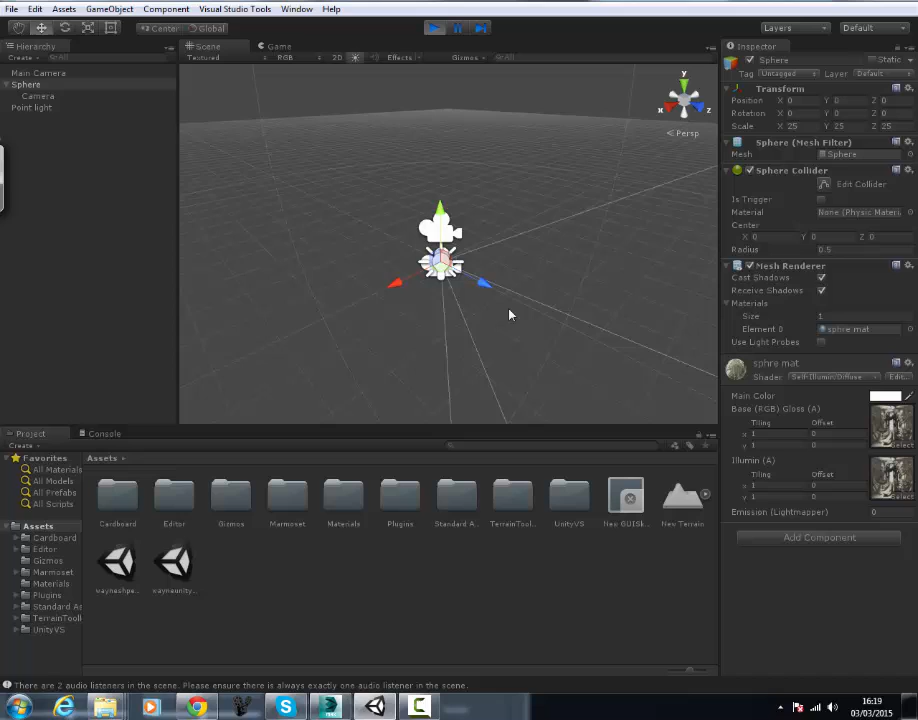 File Edit Assets GameObject Component Visual Studio Tools Window Help
Center Global Layers Default
Hierarchy Scene Game Inspector
Create All Textured RGB 2D Effects Gizmos All
Main Camera
Sphere
Camera
Point light
y
x z
Persp
Sphere Static
Tag Untagged Layer Default
Transform
Position X 0 Y 0 Z 0
Rotation X 0 Y 0 Z 0
Scale X 25 Y 25 Z 25
Sphere (Mesh Filter)
Mesh Sphere
Sphere Collider
Edit Collider
Is Trigger
Material None (Physic Materi
Center
X 0 Y 0 Z 0
Radius 0.5
Mesh Renderer
Cast Shadows
Receive Shadows
Materials
Size 1
Element 0 sphre mat
Use Light Probes
sphre mat
Shader Self-Illumin/Diffuse Edit...
Main Color
Base (RGB) Gloss (A)
Tiling Offset
x 1 0
y 1 0
Select
Illumin (A)
Tiling Offset
x 1 0
y 1 0
Select
Emission (Lightmapper) 0
Add Component
Project Console
Create
Favorites
All Materials
All Models
All Prefabs
All Scripts
Assets
Cardboard
Editor
Gizmos
Marmoset
Materials
Plugins
Standard As
TerrainToolk
UnityVS
Assets
Cardboard Editor Gizmos Marmoset Materials Plugins Standard A... TerrainTool... UnityVS New GUISk... New Terrain
wayneshpe... wayneunity...
There are 2 audio listeners in the scene. Please ensure there is always exactly one audio listener in the scene.
16:19
03/03/2015